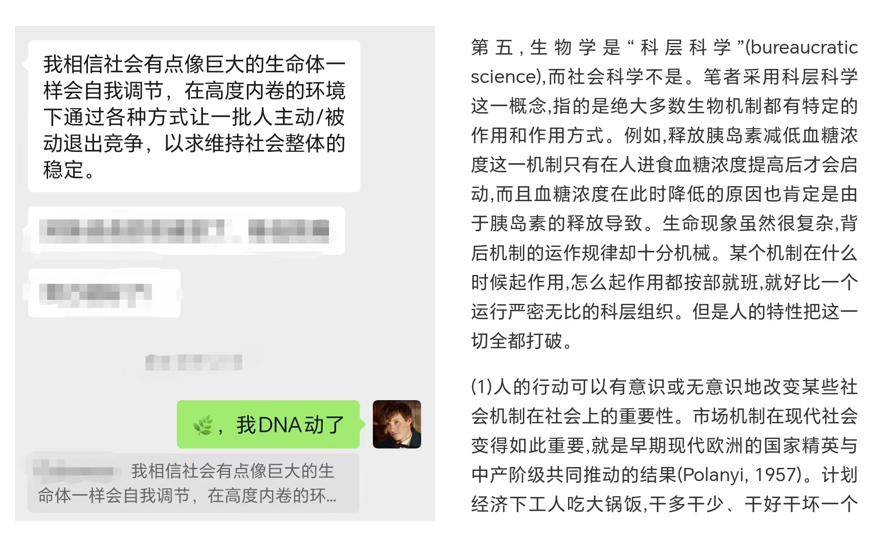 我相信社会有点像巨大的生命体一
样会自我调节，在高度内卷的环境
下通过各种方式让一批人主动/被
动退出竞争，以求维持社会整体的
稳定。
🌿，我DNA动了
我相信社会有点像巨大的生
命体一样会自我调节，在高度内卷的环...
第五,生物学是“科层科学”(bureaucratic
science),而社会科学不是。笔者采用科层科学
这一概念,指的是绝大多数生物机制都有特定的
作用和作用方式。例如,释放胰岛素减低血糖浓
度这一机制只有在人进食血糖浓度提高后才会启
动,而且血糖浓度在此时降低的原因也肯定是由
于胰岛素的释放导致。生命现象虽然很复杂,背
后机制的运作规律却十分机械。某个机制在什么
时候起作用,怎么起作用都按部就班,就好比一个
运行严密无比的科层组织。但是人的特性把这一
切全都打破。
(1)人的行动可以有意识或无意识地改变某些社
会机制在社会上的重要性。市场机制在现代社会
变得如此重要,就是早期现代欧洲的国家精英与
中产阶级共同推动的结果(Polanyi, 1957)。计划
经济下工人吃大锅饭,干多干少、干好干坏一个